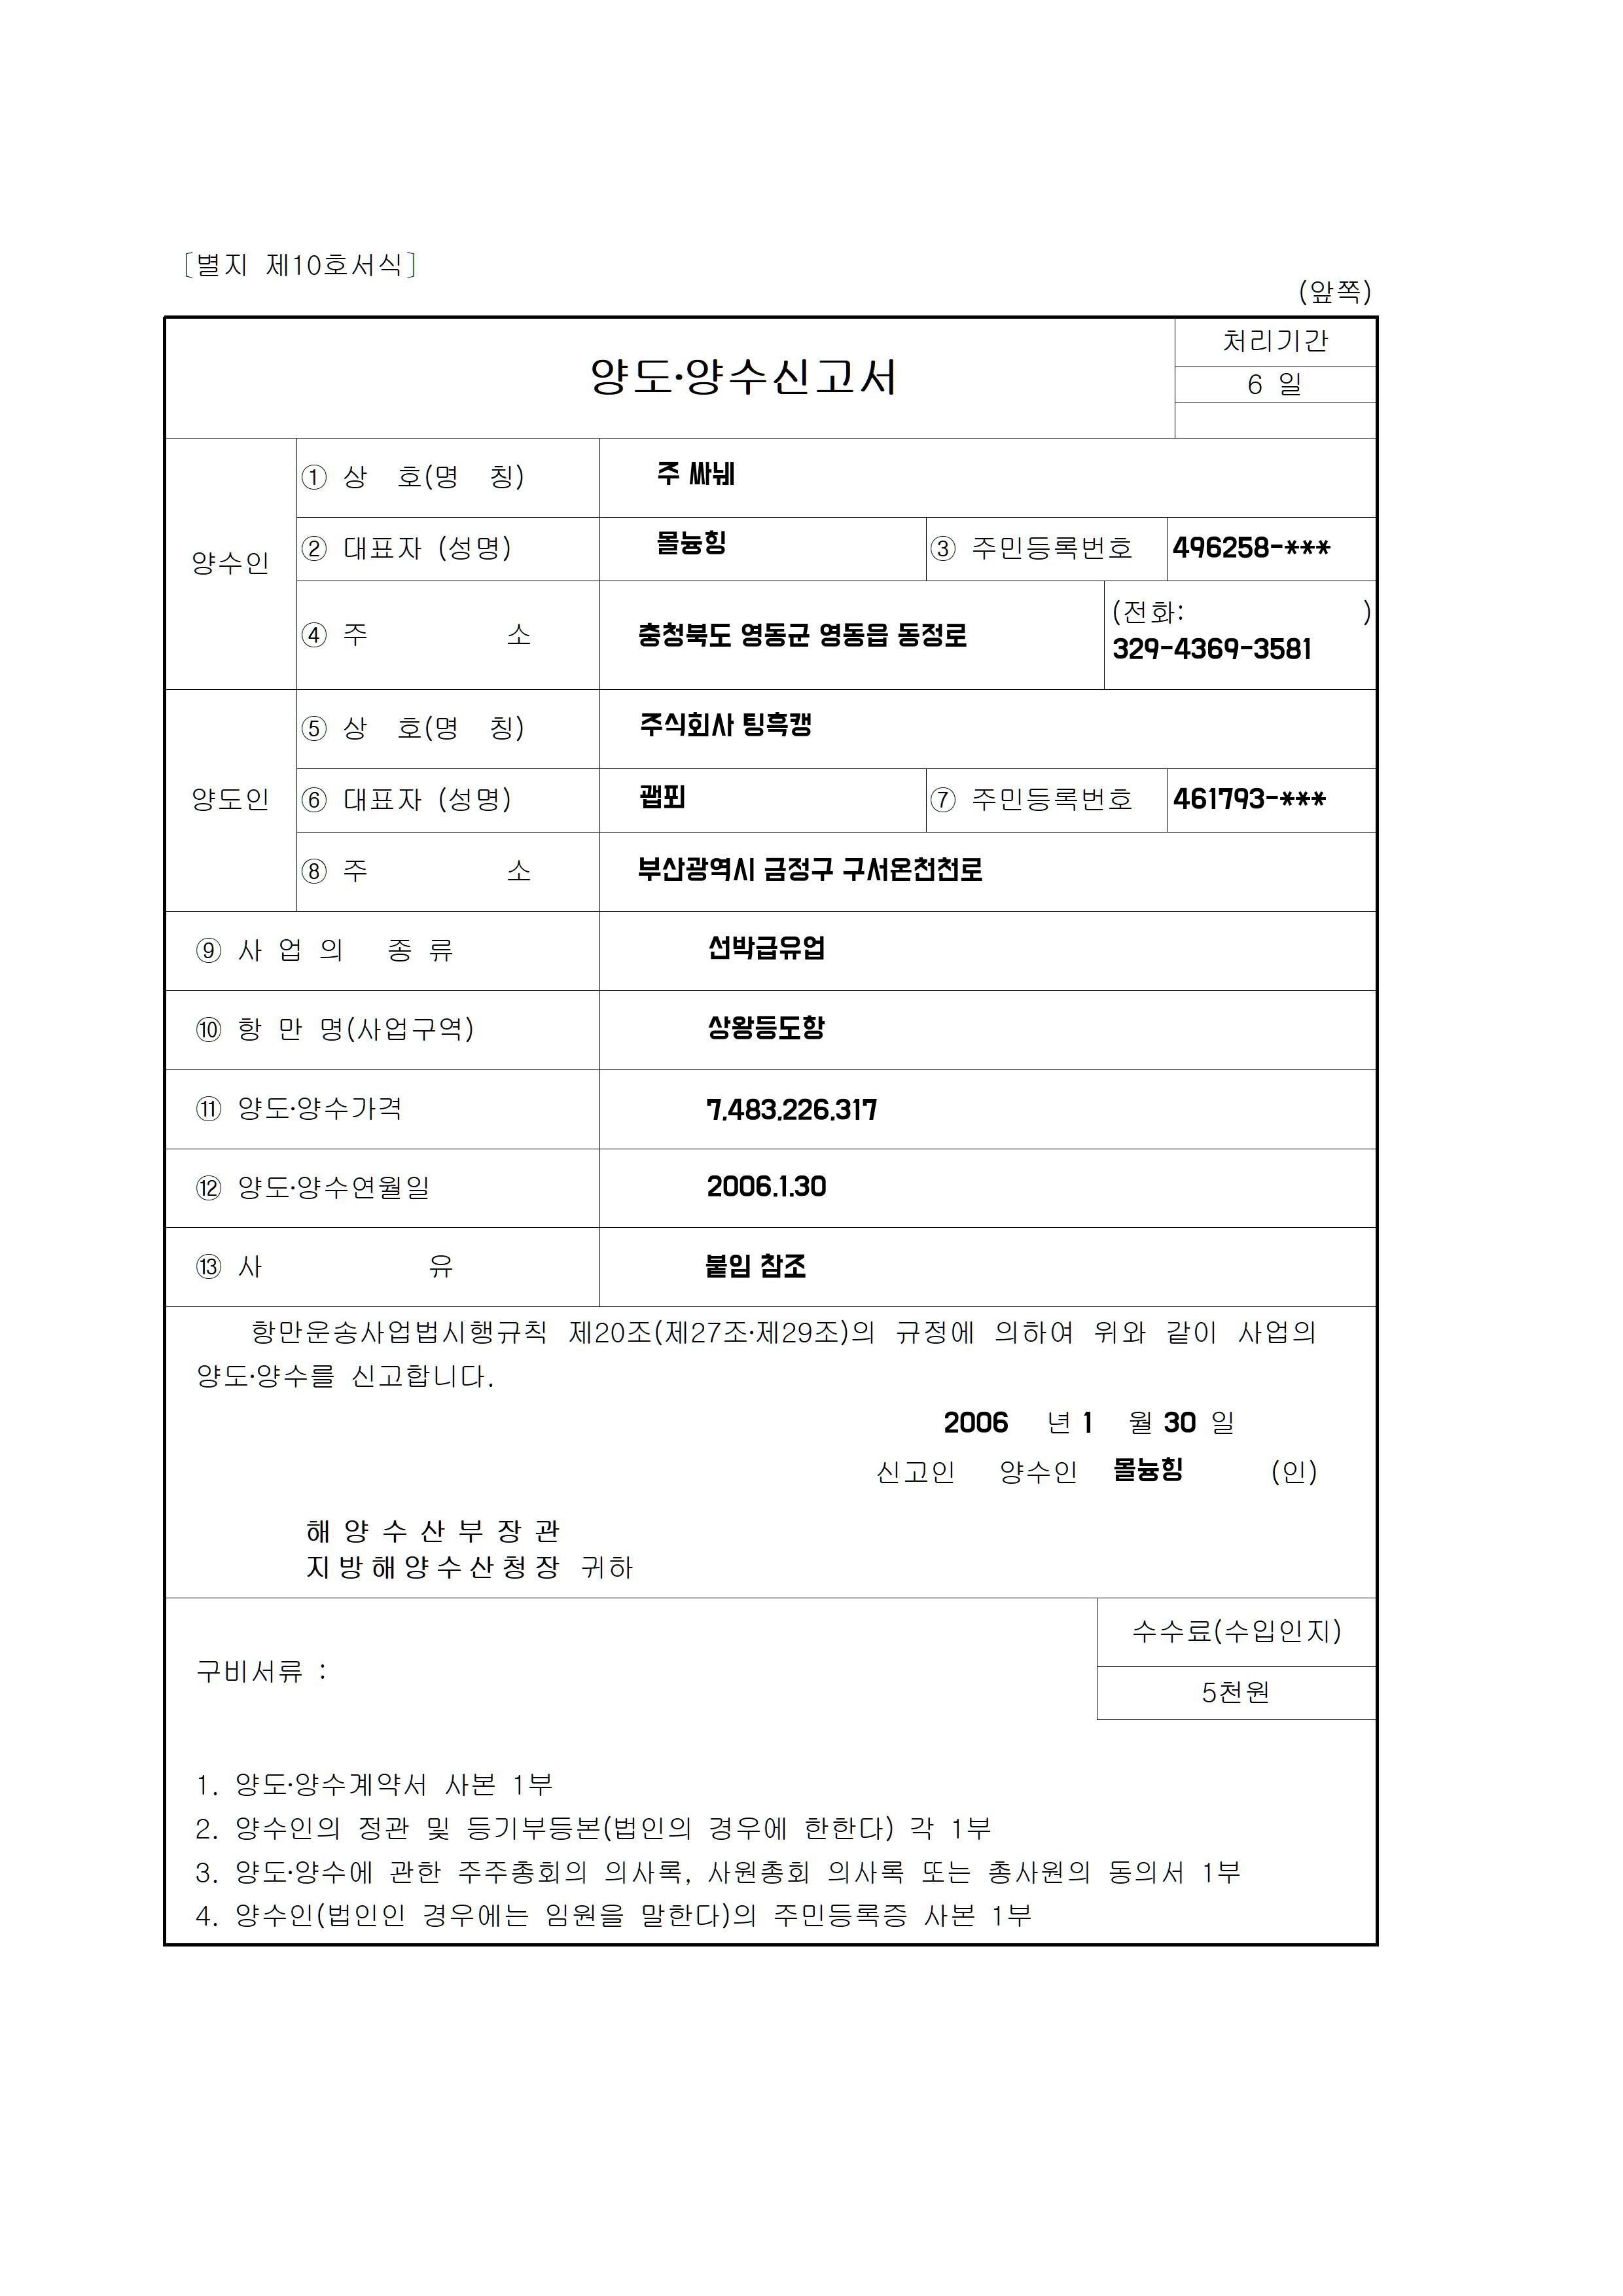 [별지 제10호서식]
(앞쪽)
양도·양수신고서
처리기간
6 일
양수인
① 상 호(명 칭) 주 싸눼
② 대표자 (성명) 몰늉힝 ③ 주민등록번호 496258-***
④ 주 소 충청북도 영동군 영동읍 동정로 (전화: )
329-4369-3581
양도인
⑤ 상 호(명 칭) 주식회사 팅흑캥
⑥ 대표자 (성명) 괩푀 ⑦ 주민등록번호 461793-***
⑧ 주 소 부산광역시 금정구 구서온천천로
⑨ 사 업 의 종 류 선박급유업
⑩ 항 만 명(사업구역) 상왕등도항
⑪ 양도·양수가격 7,483,226,317
⑫ 양도·양수연월일 2006.1.30
⑬ 사 유 붙임 참조
항만운송사업법시행규칙 제20조(제27조·제29조)의 규정에 의하여 위와 같이 사업의
양도·양수를 신고합니다.
2006 년 1 월 30 일
신고인 양수인 몰늉힝 (인)
해 양 수 산 부 장 관
지 방 해 양 수 산 청 장 귀하
구비서류 :
수수료(수입인지)
5천원
1. 양도·양수계약서 사본 1부
2. 양수인의 정관 및 등기부등본(법인의 경우에 한한다) 각 1부
3. 양도·양수에 관한 주주총회의 의사록, 사원총회 의사록 또는 총사원의 동의서 1부
4. 양수인(법인인 경우에는 임원을 말한다)의 주민등록증 사본 1부